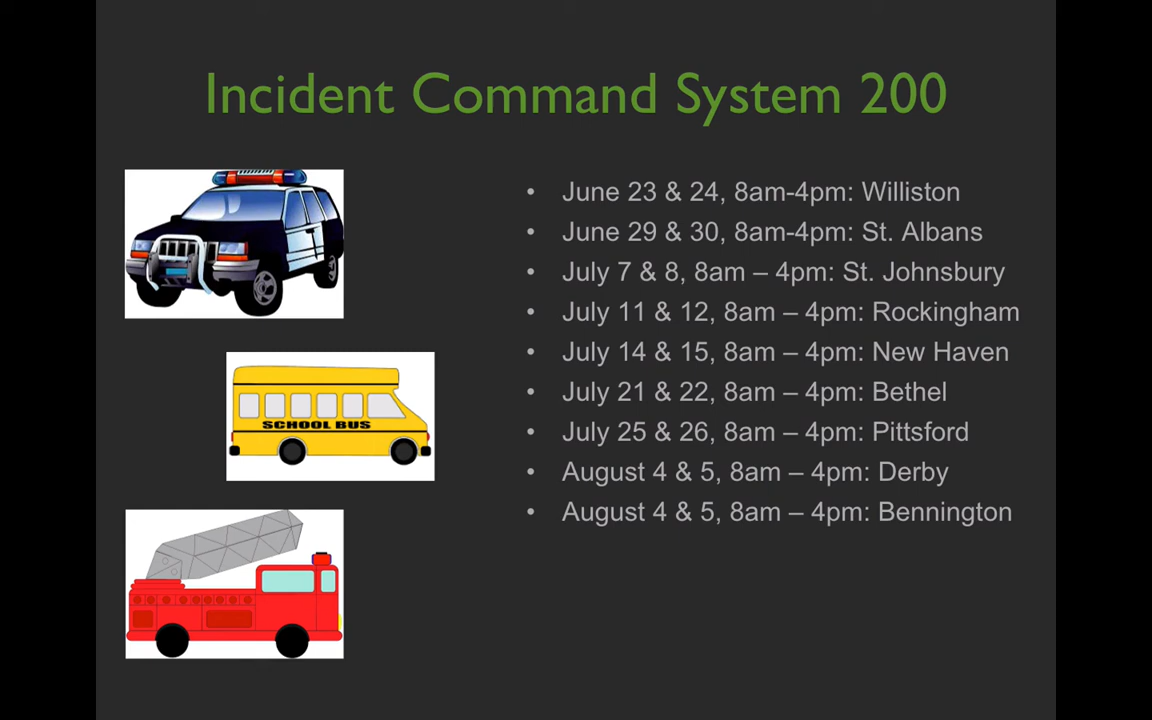 Incident Command System 200
• June 23 & 24, 8am-4pm: Williston
• June 29 & 30, 8am-4pm: St. Albans
• July 7 & 8, 8am – 4pm: St. Johnsbury
• July 11 & 12, 8am – 4pm: Rockingham
• July 14 & 15, 8am – 4pm: New Haven
• July 21 & 22, 8am – 4pm: Bethel
• July 25 & 26, 8am – 4pm: Pittsford
• August 4 & 5, 8am – 4pm: Derby
• August 4 & 5, 8am – 4pm: Bennington
SCHOOL BUS